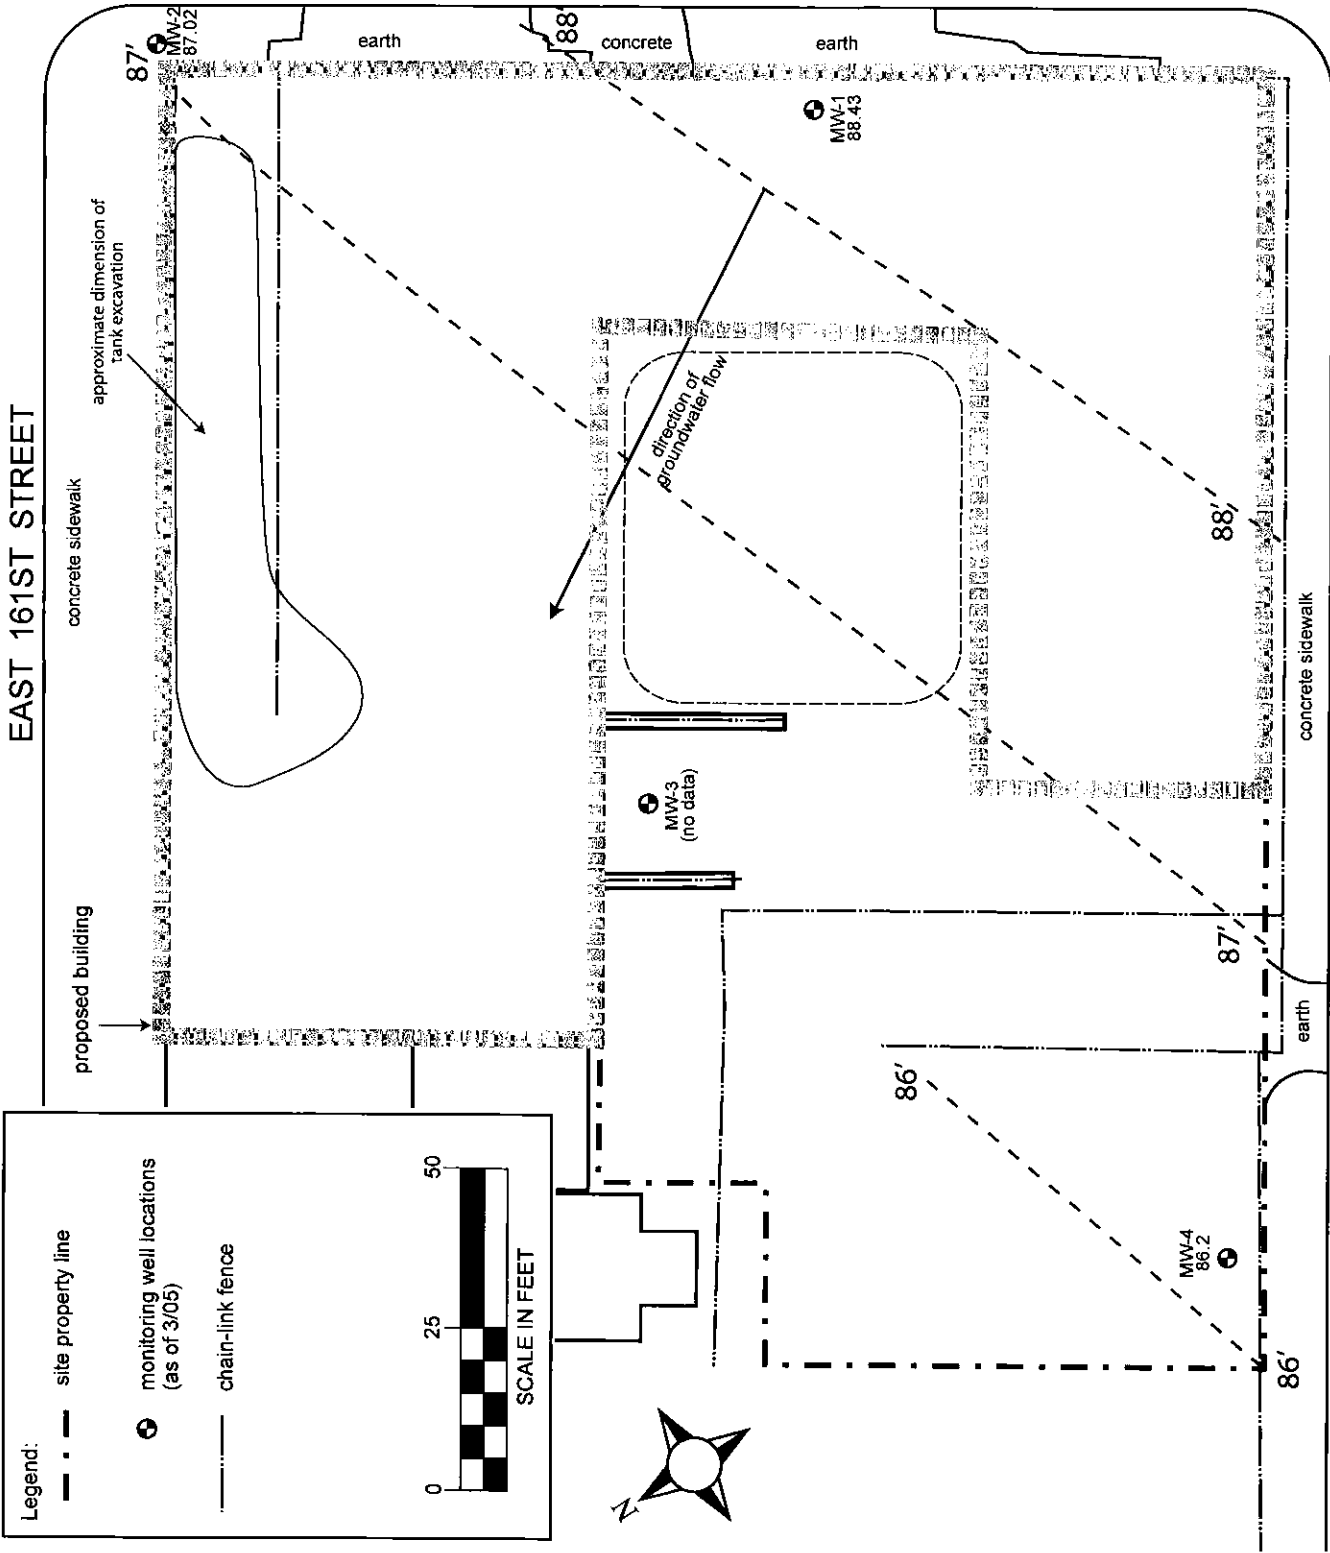 EAST 161ST STREET
concrete sidewalk
approximate dimension of
tank excavation
proposed building
87'
MW-2
87.02
earth
88'
concrete
earth
MW-1
88.43
direction of
groundwater flow
MW-3
(no data)
88'
concrete sidewalk
87'
earth
86'
MW-4
86.2
86'
Legend:
site property line
monitoring well locations
(as of 3/05)
chain-link fence
0
25
50
SCALE IN FEET
N